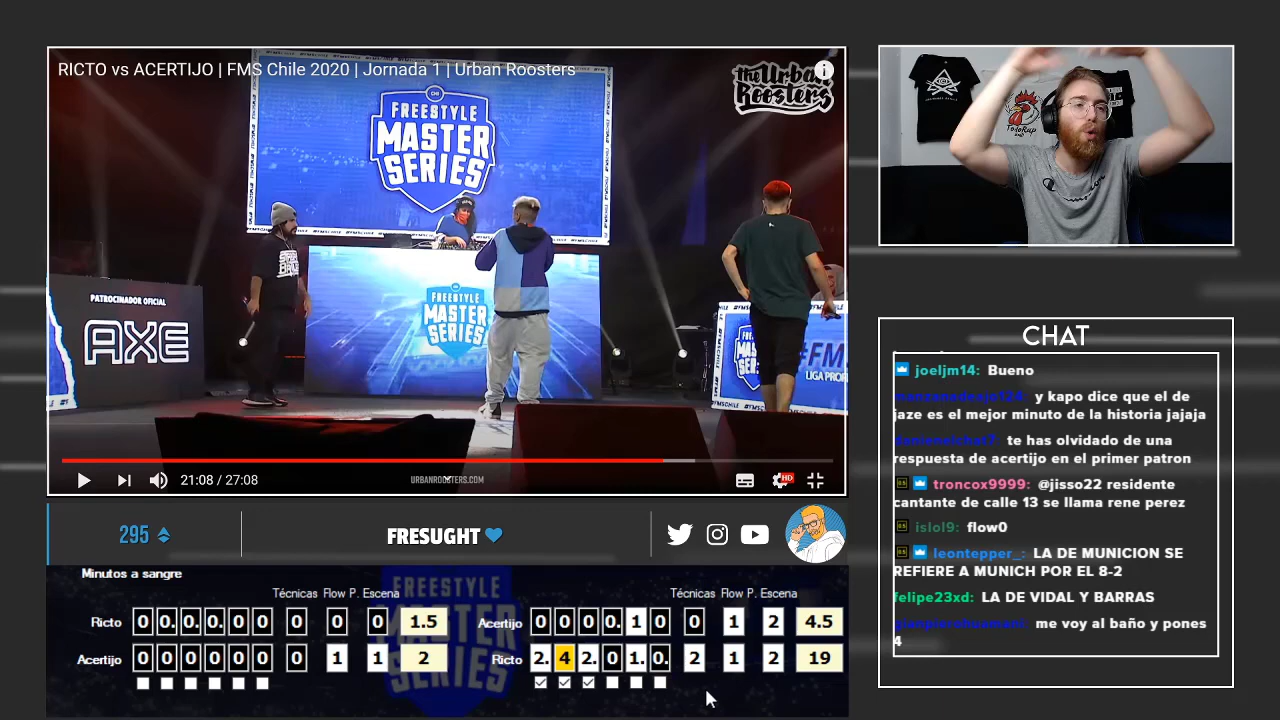 RICTO vs ACERTIJO | FMS Chile 2020 | Jornada 1 | Urban Roosters
the Urban
Roosters
FREESTYLE
MASTER
SERIES
PATROCINADOR OFICIAL
AXE
FREESTYLE
MASTER
SERIES
#FM
LIGA PROF
21:08 / 27:08
URBANROOSTERS.COM
HD
CHAT
joeljm14: Bueno
y kapo dice que el de
jaze es el mejor minuto de la historia jajaja
te has olvidado de una
respuesta de acertijo en el primer patron
troncox9999: @jisso22 residente
cantante de calle 13 se llama rene perez
islol9: flow0
leontepper_: LA DE MUNICION SE
REFIERE A MUNICH POR EL 8-2
felipe23xd: LA DE VIDAL Y BARRAS
me voy al baño y pones
4
295
FRESUGHT
Minutos a sangre
Técnicas Flow P. Escena
Ricto 0 0. 0. 0 0 0 0 0 0 1.5
Acertijo 0 0 0 0 0 0 0 1 1 2
Técnicas Flow P. Escena
Acertijo 0 0 0 0. 1 0 0 1 2 4.5
Ricto 2. 4 2. 0 1. 0. 2 1 2 19